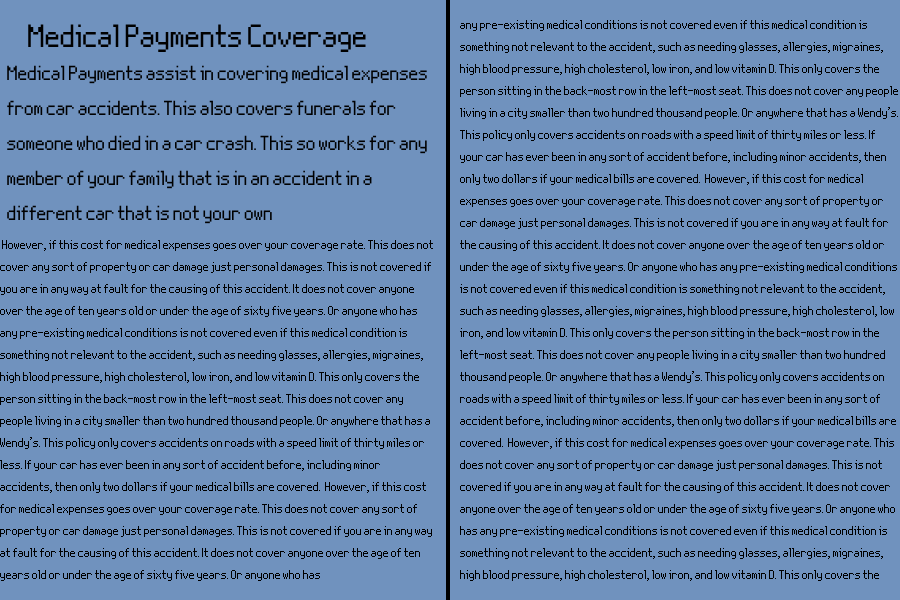 Medical Payments Coverage
Medical Payments assist in covering medical expenses
from car accidents. This also covers funerals for
someone who died in a car crash. This so works for any
member of your family that is in an accident in a
different car that is not your own
However, if this cost for medical expenses goes over your coverage rate. This does not
cover any sort of property or car damage just personal damages. This is not covered if
you are in any way at fault for the causing of this accident. It does not cover anyone
over the age of ten years old or under the age of sixty five years. Or anyone who has
any pre-existing medical conditions is not covered even if this medical condition is
something not relevant to the accident, such as needing glasses, allergies, migraines,
high blood pressure, high cholesterol, low iron, and low vitamin D. This only covers the
person sitting in the back-most row in the left-most seat. This does not cover any
people living in a city smaller than two hundred thousand people. Or anywhere that has a
Wendy's. This policy only covers accidents on roads with a speed limit of thirty miles or
less. If your car has ever been in any sort of accident before, including minor
accidents, then only two dollars if your medical bills are covered. However, if this cost
for medical expenses goes over your coverage rate. This does not cover any sort of
property or car damage just personal damages. This is not covered if you are in any way
at fault for the causing of this accident. It does not cover anyone over the age of ten
years old or under the age of sixty five years. Or anyone who has
any pre-existing medical conditions is not covered even if this medical condition is
something not relevant to the accident, such as needing glasses, allergies, migraines,
high blood pressure, high cholesterol, low iron, and low vitamin D. This only covers the
person sitting in the back-most row in the left-most seat. This does not cover any people
living in a city smaller than two hundred thousand people. Or anywhere that has a Wendy's.
This policy only covers accidents on roads with a speed limit of thirty miles or less. If
your car has ever been in any sort of accident before, including minor accidents, then
only two dollars if your medical bills are covered. However, if this cost for medical
expenses goes over your coverage rate. This does not cover any sort of property or
car damage just personal damages. This is not covered if you are in any way at fault for
the causing of this accident. It does not cover anyone over the age of ten years old or
under the age of sixty five years. Or anyone who has any pre-existing medical conditions
is not covered even if this medical condition is something not relevant to the accident,
such as needing glasses, allergies, migraines, high blood pressure, high cholesterol, low
iron, and low vitamin D. This only covers the person sitting in the back-most row in the
left-most seat. This does not cover any people living in a city smaller than two hundred
thousand people. Or anywhere that has a Wendy's. This policy only covers accidents on
roads with a speed limit of thirty miles or less. If your car has ever been in any sort of
accident before, including minor accidents, then only two dollars if your medical bills are
covered. However, if this cost for medical expenses goes over your coverage rate. This
does not cover any sort of property or car damage just personal damages. This is not
covered if you are in any way at fault for the causing of this accident. It does not cover
anyone over the age of ten years old or under the age of sixty five years. Or anyone who
has any pre-existing medical conditions is not covered even if this medical condition is
something not relevant to the accident, such as needing glasses, allergies, migraines,
high blood pressure, high cholesterol, low iron, and low vitamin D. This only covers the